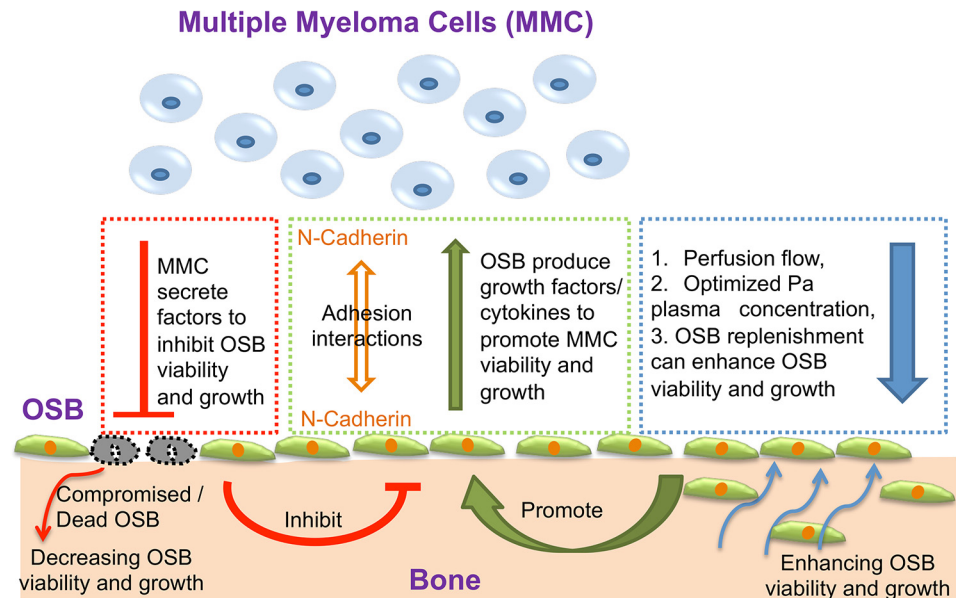 Multiple Myeloma Cells (MMC)
MMC
secrete
factors to
inhibit OSB
viability
and growth
N-Cadherin
Adhesion
interactions
N-Cadherin
OSB produce
growth factors/
cytokines to
promote MMC
viability and
growth
1. Perfusion flow,
2. Optimized Pa
plasma concentration,
3. OSB replenishment
can enhance OSB
viability and growth
OSB
Compromised /
Dead OSB
Decreasing OSB
viability and growth
Inhibit
Promote
Bone
Enhancing OSB
viability and growth